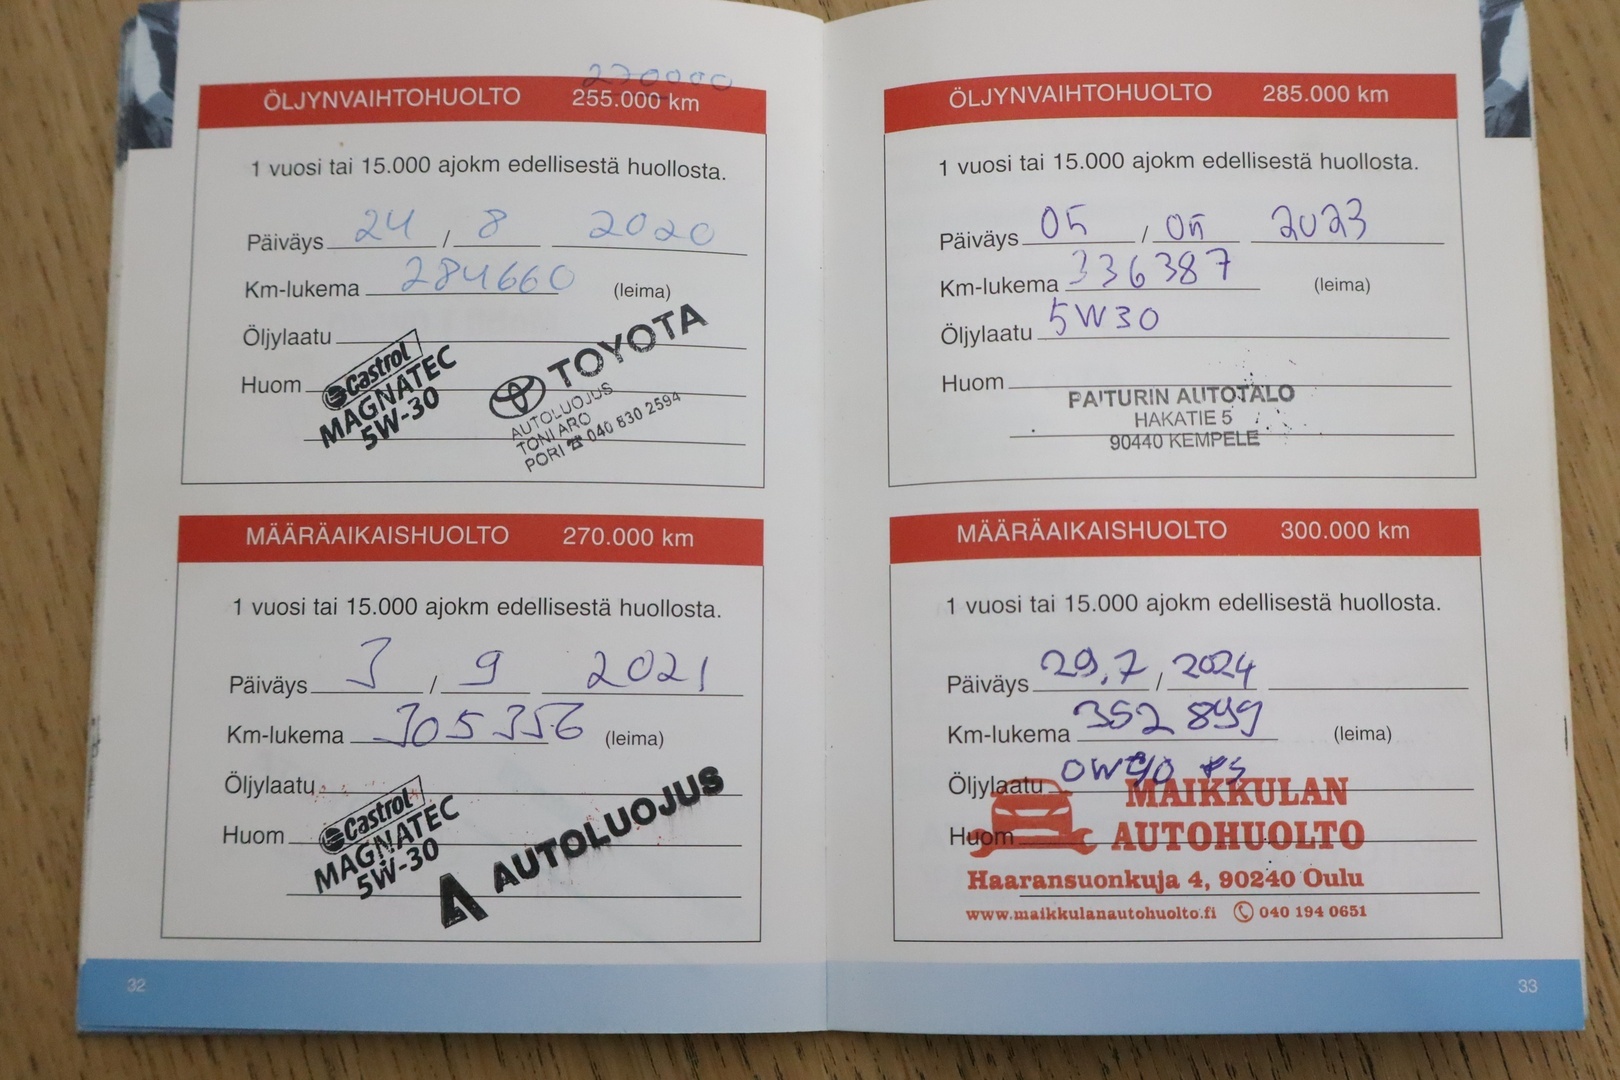 270000
ÖLJYNVAIHTOHUOLTO 255.000 km
1 vuosi tai 15.000 ajokm edellisestä huollosta.
Päiväys 24 / 8 2020
Km-lukema 284660 (leima)
Öljylaatu
Huom
Castrol
MAGNATEC
5W-30
TOYOTA
AUTOLUOJUS
TONI ARO
PORI ☎ 040 830 2594
MÄÄRÄAIKAISHUOLTO 270.000 km
1 vuosi tai 15.000 ajokm edellisestä huollosta.
Päiväys 3 / 9 2021
Km-lukema 305356 (leima)
Öljylaatu
Huom
Castrol
MAGNATEC
5W-30
AUTOLUOJUS
32
ÖLJYNVAIHTOHUOLTO 285.000 km
1 vuosi tai 15.000 ajokm edellisestä huollosta.
Päiväys 05 / 05 2023
Km-lukema 336387 (leima)
Öljylaatu 5W30
Huom
PAITURIN AUTOTALO
HAKATIE 5
90440 KEMPELE
MÄÄRÄAIKAISHUOLTO 300.000 km
1 vuosi tai 15.000 ajokm edellisestä huollosta.
Päiväys 29.7 / 2024
Km-lukema 352 899 (leima)
Öljylaatu
Huom
MAIKKULAN
AUTOHUOLTO
Haaransuonkuja 4, 90240 Oulu
www.maikkulanautohuolto.fi 040 194 0651
33